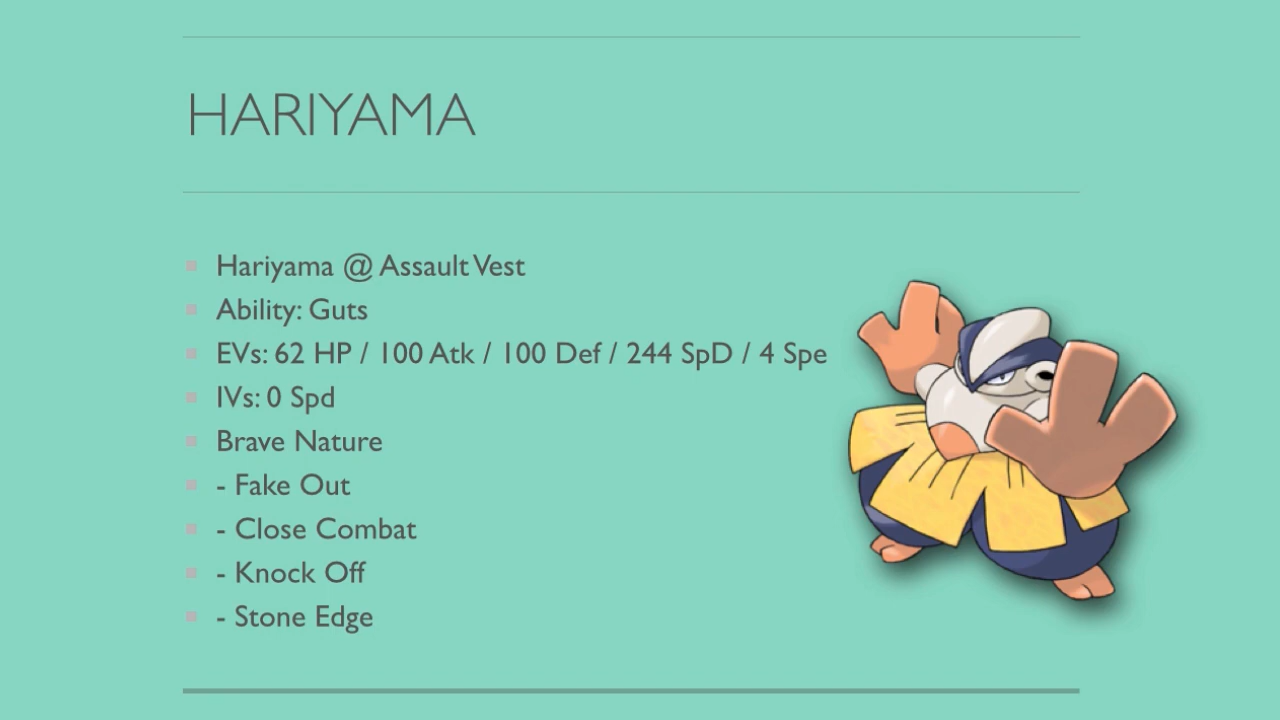 HARIYAMA
Hariyama @ Assault Vest
Ability: Guts
EVs: 62 HP / 100 Atk / 100 Def / 244 SpD / 4 Spe
IVs: 0 Spd
Brave Nature
- Fake Out
- Close Combat
- Knock Off
- Stone Edge